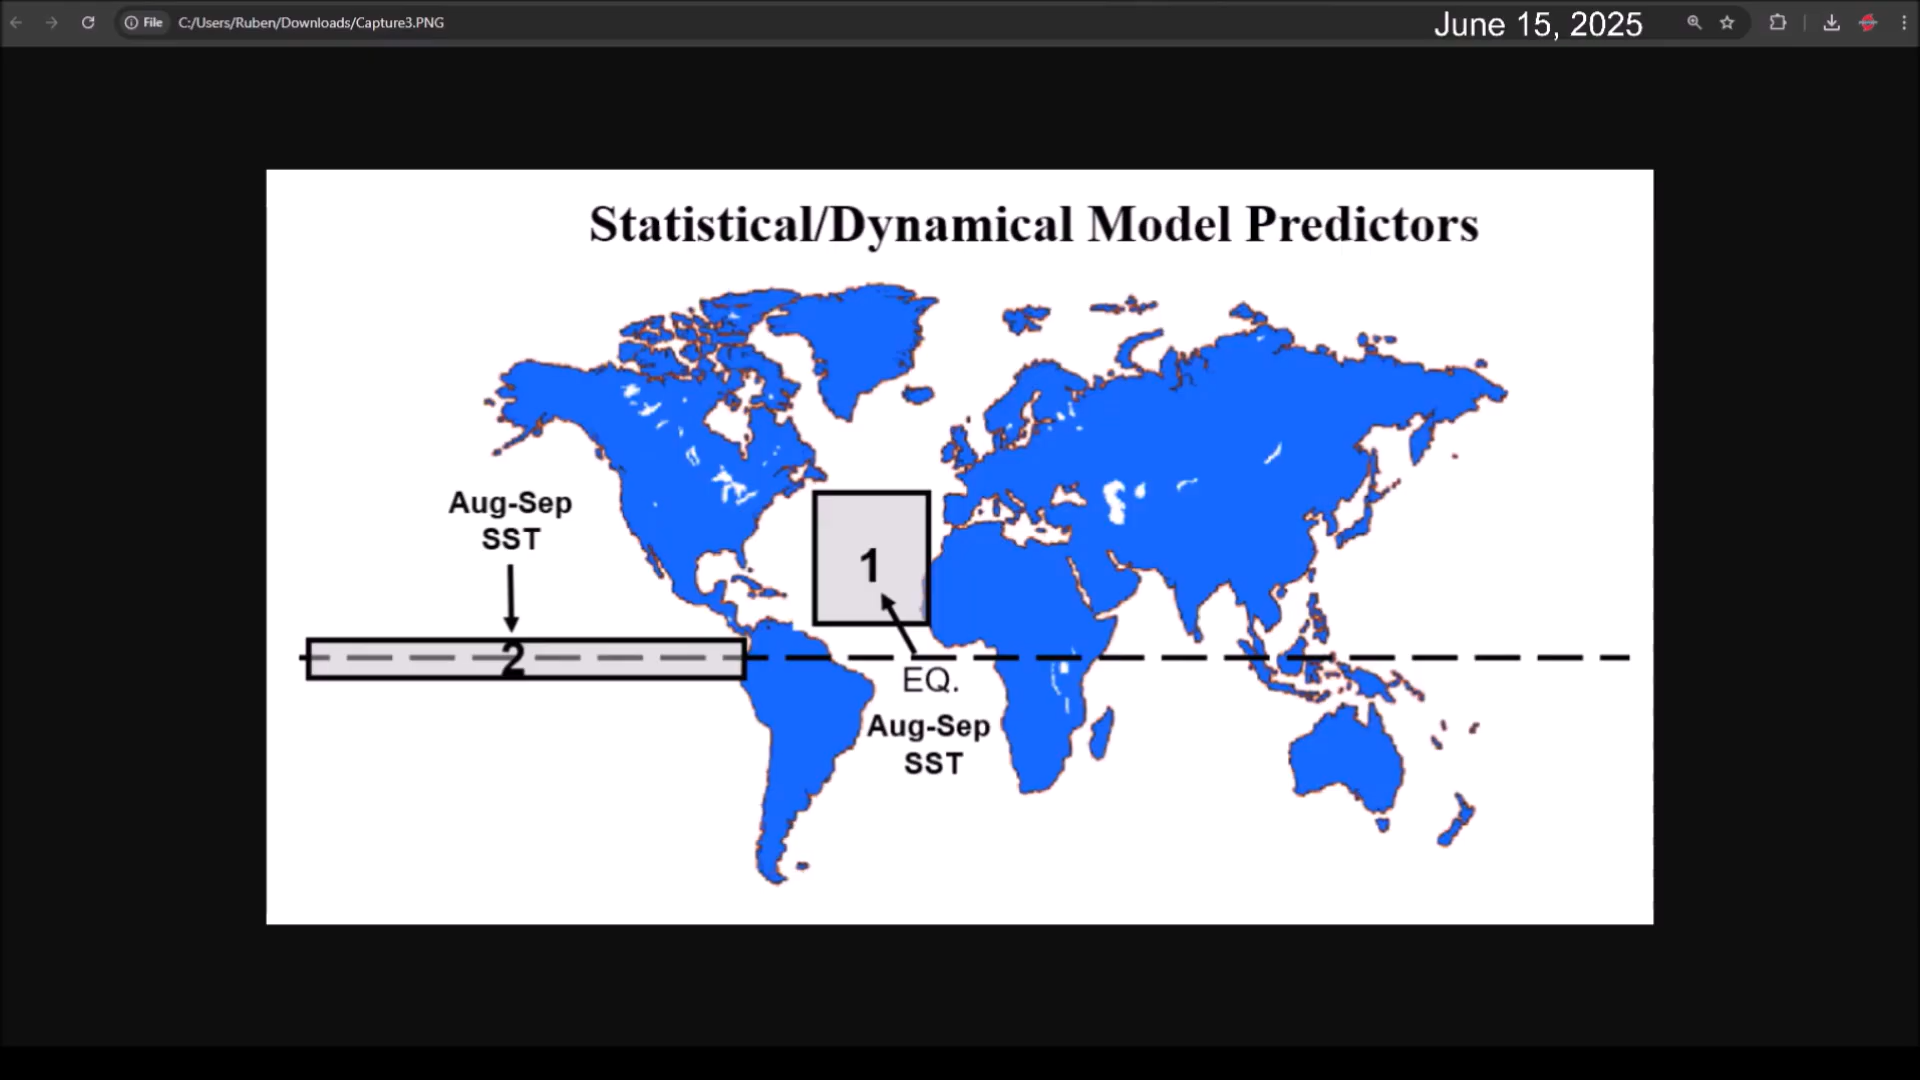 File C:/Users/Ruben/Downloads/Capture3.PNG
June 15, 2025
Statistical/Dynamical Model Predictors
Aug-Sep
SST
1
2
EQ.
Aug-Sep
SST